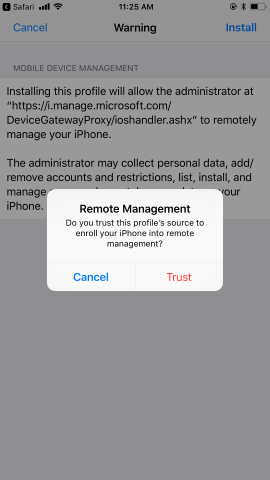 Safari 11:25 AM
Cancel Warning Install
MOBILE DEVICE MANAGEMENT
Installing this profile will allow the administrator at
“https://i.manage.microsoft.com/
DeviceGatewayProxy/ioshandler.ashx” to remotely
manage your iPhone.
The administrator may collect personal data, add/
remove accounts and restrictions, list, install, and
manage your
iPhone.
Remote Management
Do you trust this profile's source to
enroll your iPhone into remote
management?
Cancel Trust